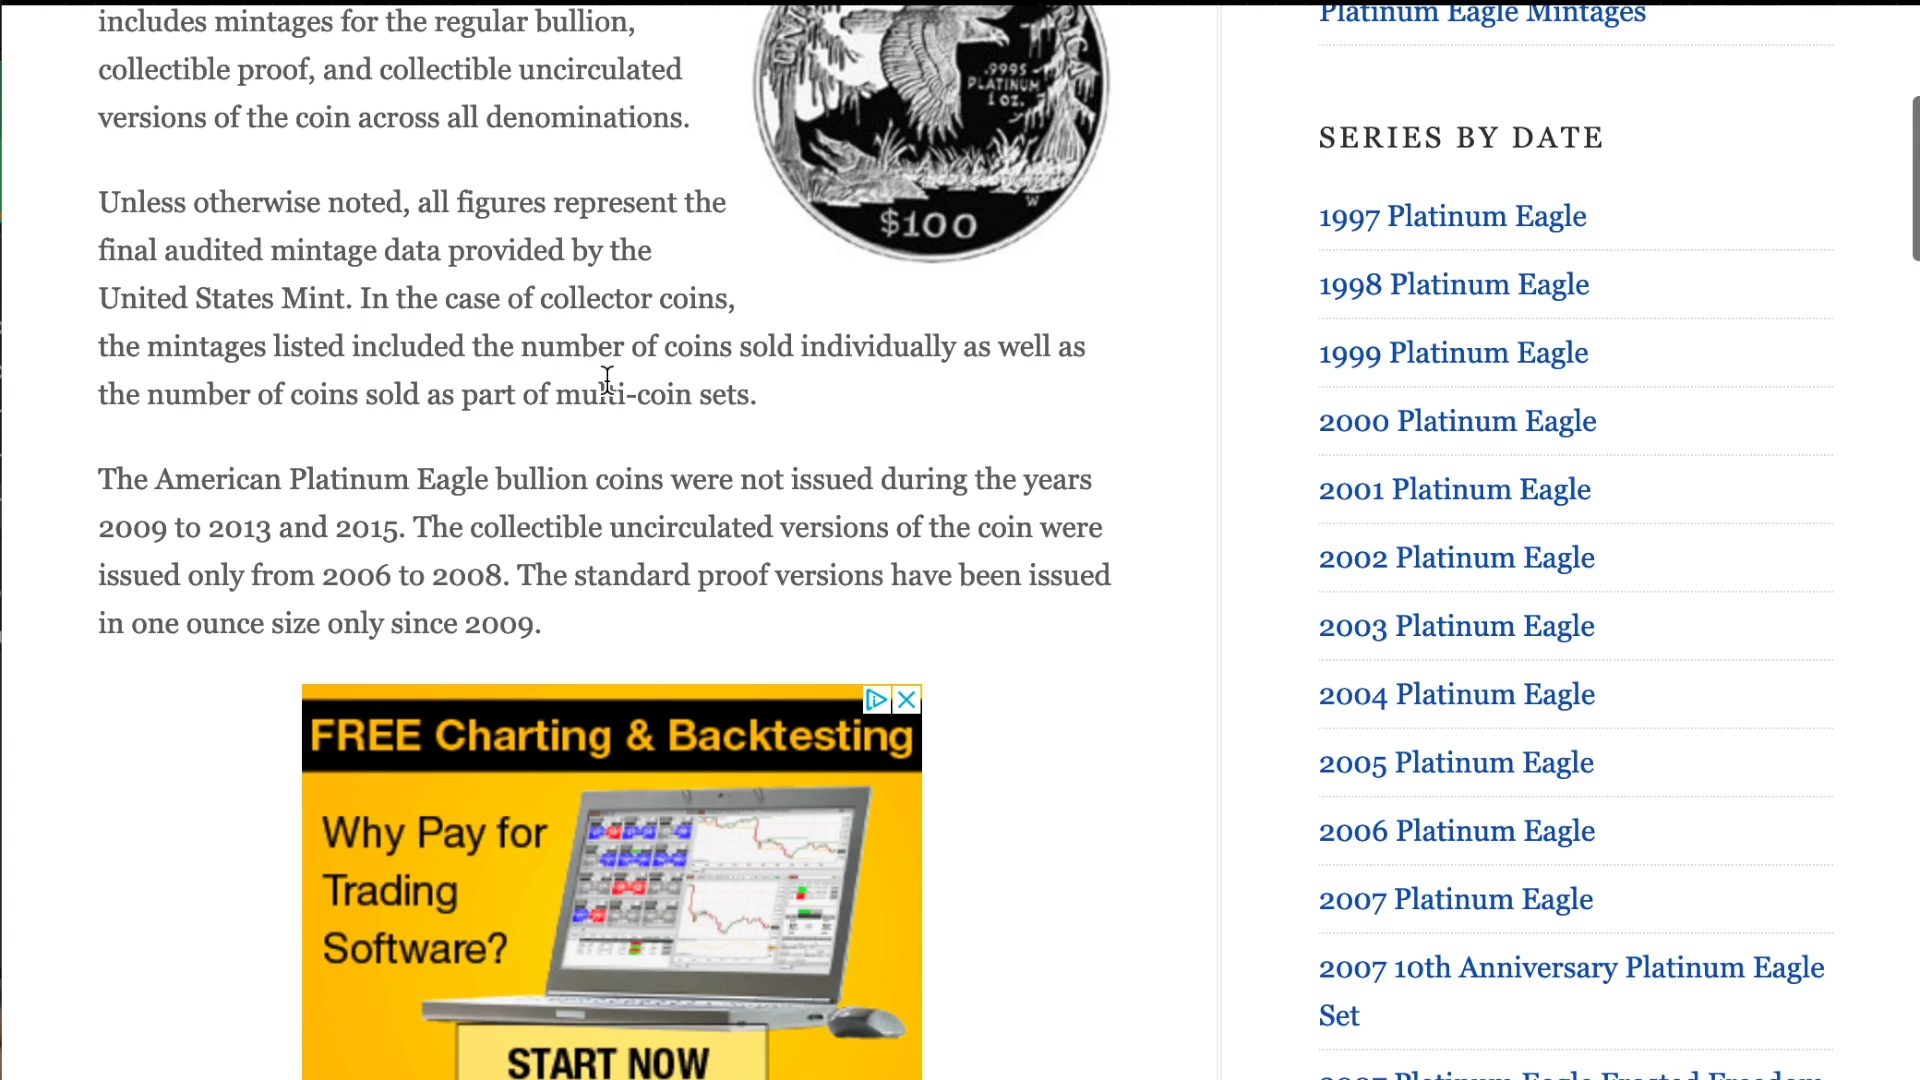 includes mintages for the regular bullion,
collectible proof, and collectible uncirculated
versions of the coin across all denominations.
Unless otherwise noted, all figures represent the
final audited mintage data provided by the
United States Mint. In the case of collector coins,
the mintages listed included the number of coins sold individually as well as
the number of coins sold as part of multi-coin sets.
.9995
PLATINUM
1 OZ.
W
$100
The American Platinum Eagle bullion coins were not issued during the years
2009 to 2013 and 2015. The collectible uncirculated versions of the coin were
issued only from 2006 to 2008. The standard proof versions have been issued
in one ounce size only since 2009.
FREE Charting & Backtesting
Why Pay for
Trading
Software?
START NOW
Platinum Eagle Mintages
SERIES BY DATE
1997 Platinum Eagle
1998 Platinum Eagle
1999 Platinum Eagle
2000 Platinum Eagle
2001 Platinum Eagle
2002 Platinum Eagle
2003 Platinum Eagle
2004 Platinum Eagle
2005 Platinum Eagle
2006 Platinum Eagle
2007 Platinum Eagle
2007 10th Anniversary Platinum Eagle
Set
2007 Platinum Eagle Frosted Freedom